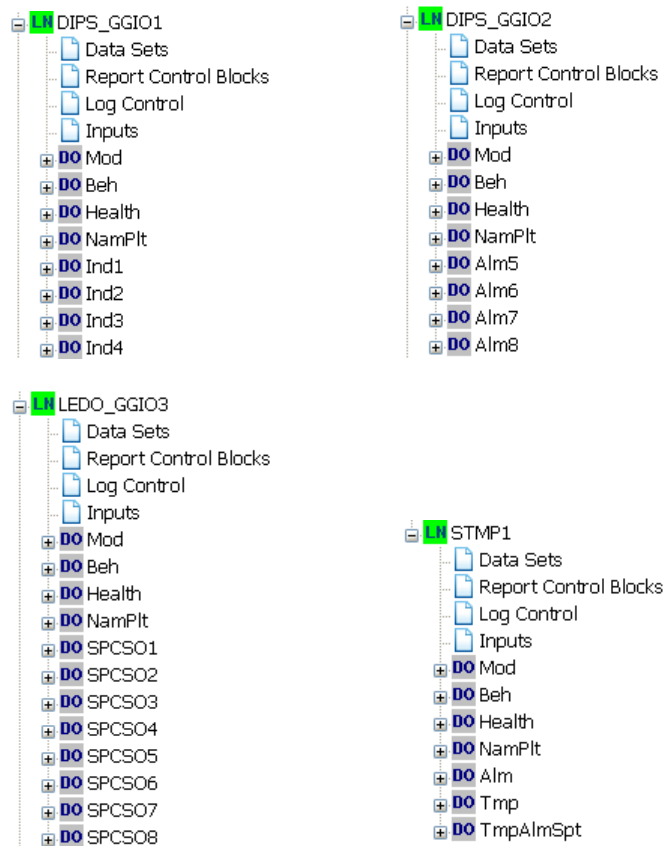 LN DIPS_GGIO1
Data Sets
Report Control Blocks
Log Control
Inputs
DO Mod
DO Beh
DO Health
DO NamPlt
DO Ind1
DO Ind2
DO Ind3
DO Ind4
LN DIPS_GGIO2
Data Sets
Report Control Blocks
Log Control
Inputs
DO Mod
DO Beh
DO Health
DO NamPlt
DO Alm5
DO Alm6
DO Alm7
DO Alm8
LN LEDO_GGIO3
Data Sets
Report Control Blocks
Log Control
Inputs
DO Mod
DO Beh
DO Health
DO NamPlt
DO SPCSO1
DO SPCSO2
DO SPCSO3
DO SPCSO4
DO SPCSO5
DO SPCSO6
DO SPCSO7
DO SPCSO8
LN STMP1
Data Sets
Report Control Blocks
Log Control
Inputs
DO Mod
DO Beh
DO Health
DO NamPlt
DO Alm
DO Tmp
DO TmpAlmSpt